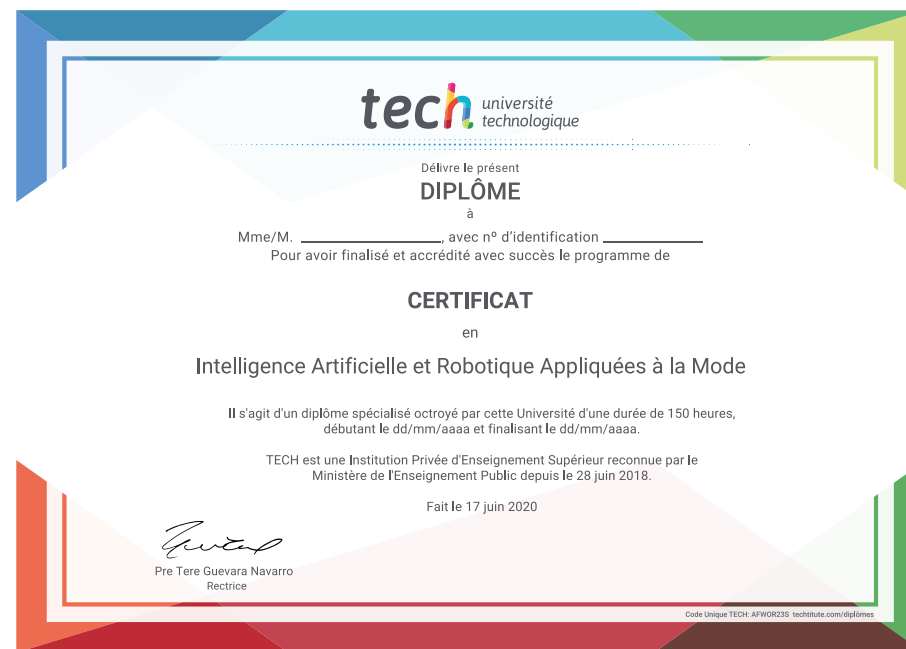 tech université
technologique
Délivre le présent
DIPLÔME
à
Mme/M. ____________________, avec nº d'identification ______________
Pour avoir finalisé et accrédité avec succès le programme de
CERTIFICAT
en
Intelligence Artificielle et Robotique Appliquées à la Mode
Il s'agit d'un diplôme spécialisé octroyé par cette Université d'une durée de 150 heures,
débutant le dd/mm/aaaa et finalisant le dd/mm/aaaa.
TECH est une Institution Privée d'Enseignement Supérieur reconnue par le
Ministère de l'Enseignement Public depuis le 28 juin 2018.
Fait le 17 juin 2020
Pre Tere Guevara Navarro
Rectrice
Code Unique TECH: AFWOR23S techtitute.com/diplômes